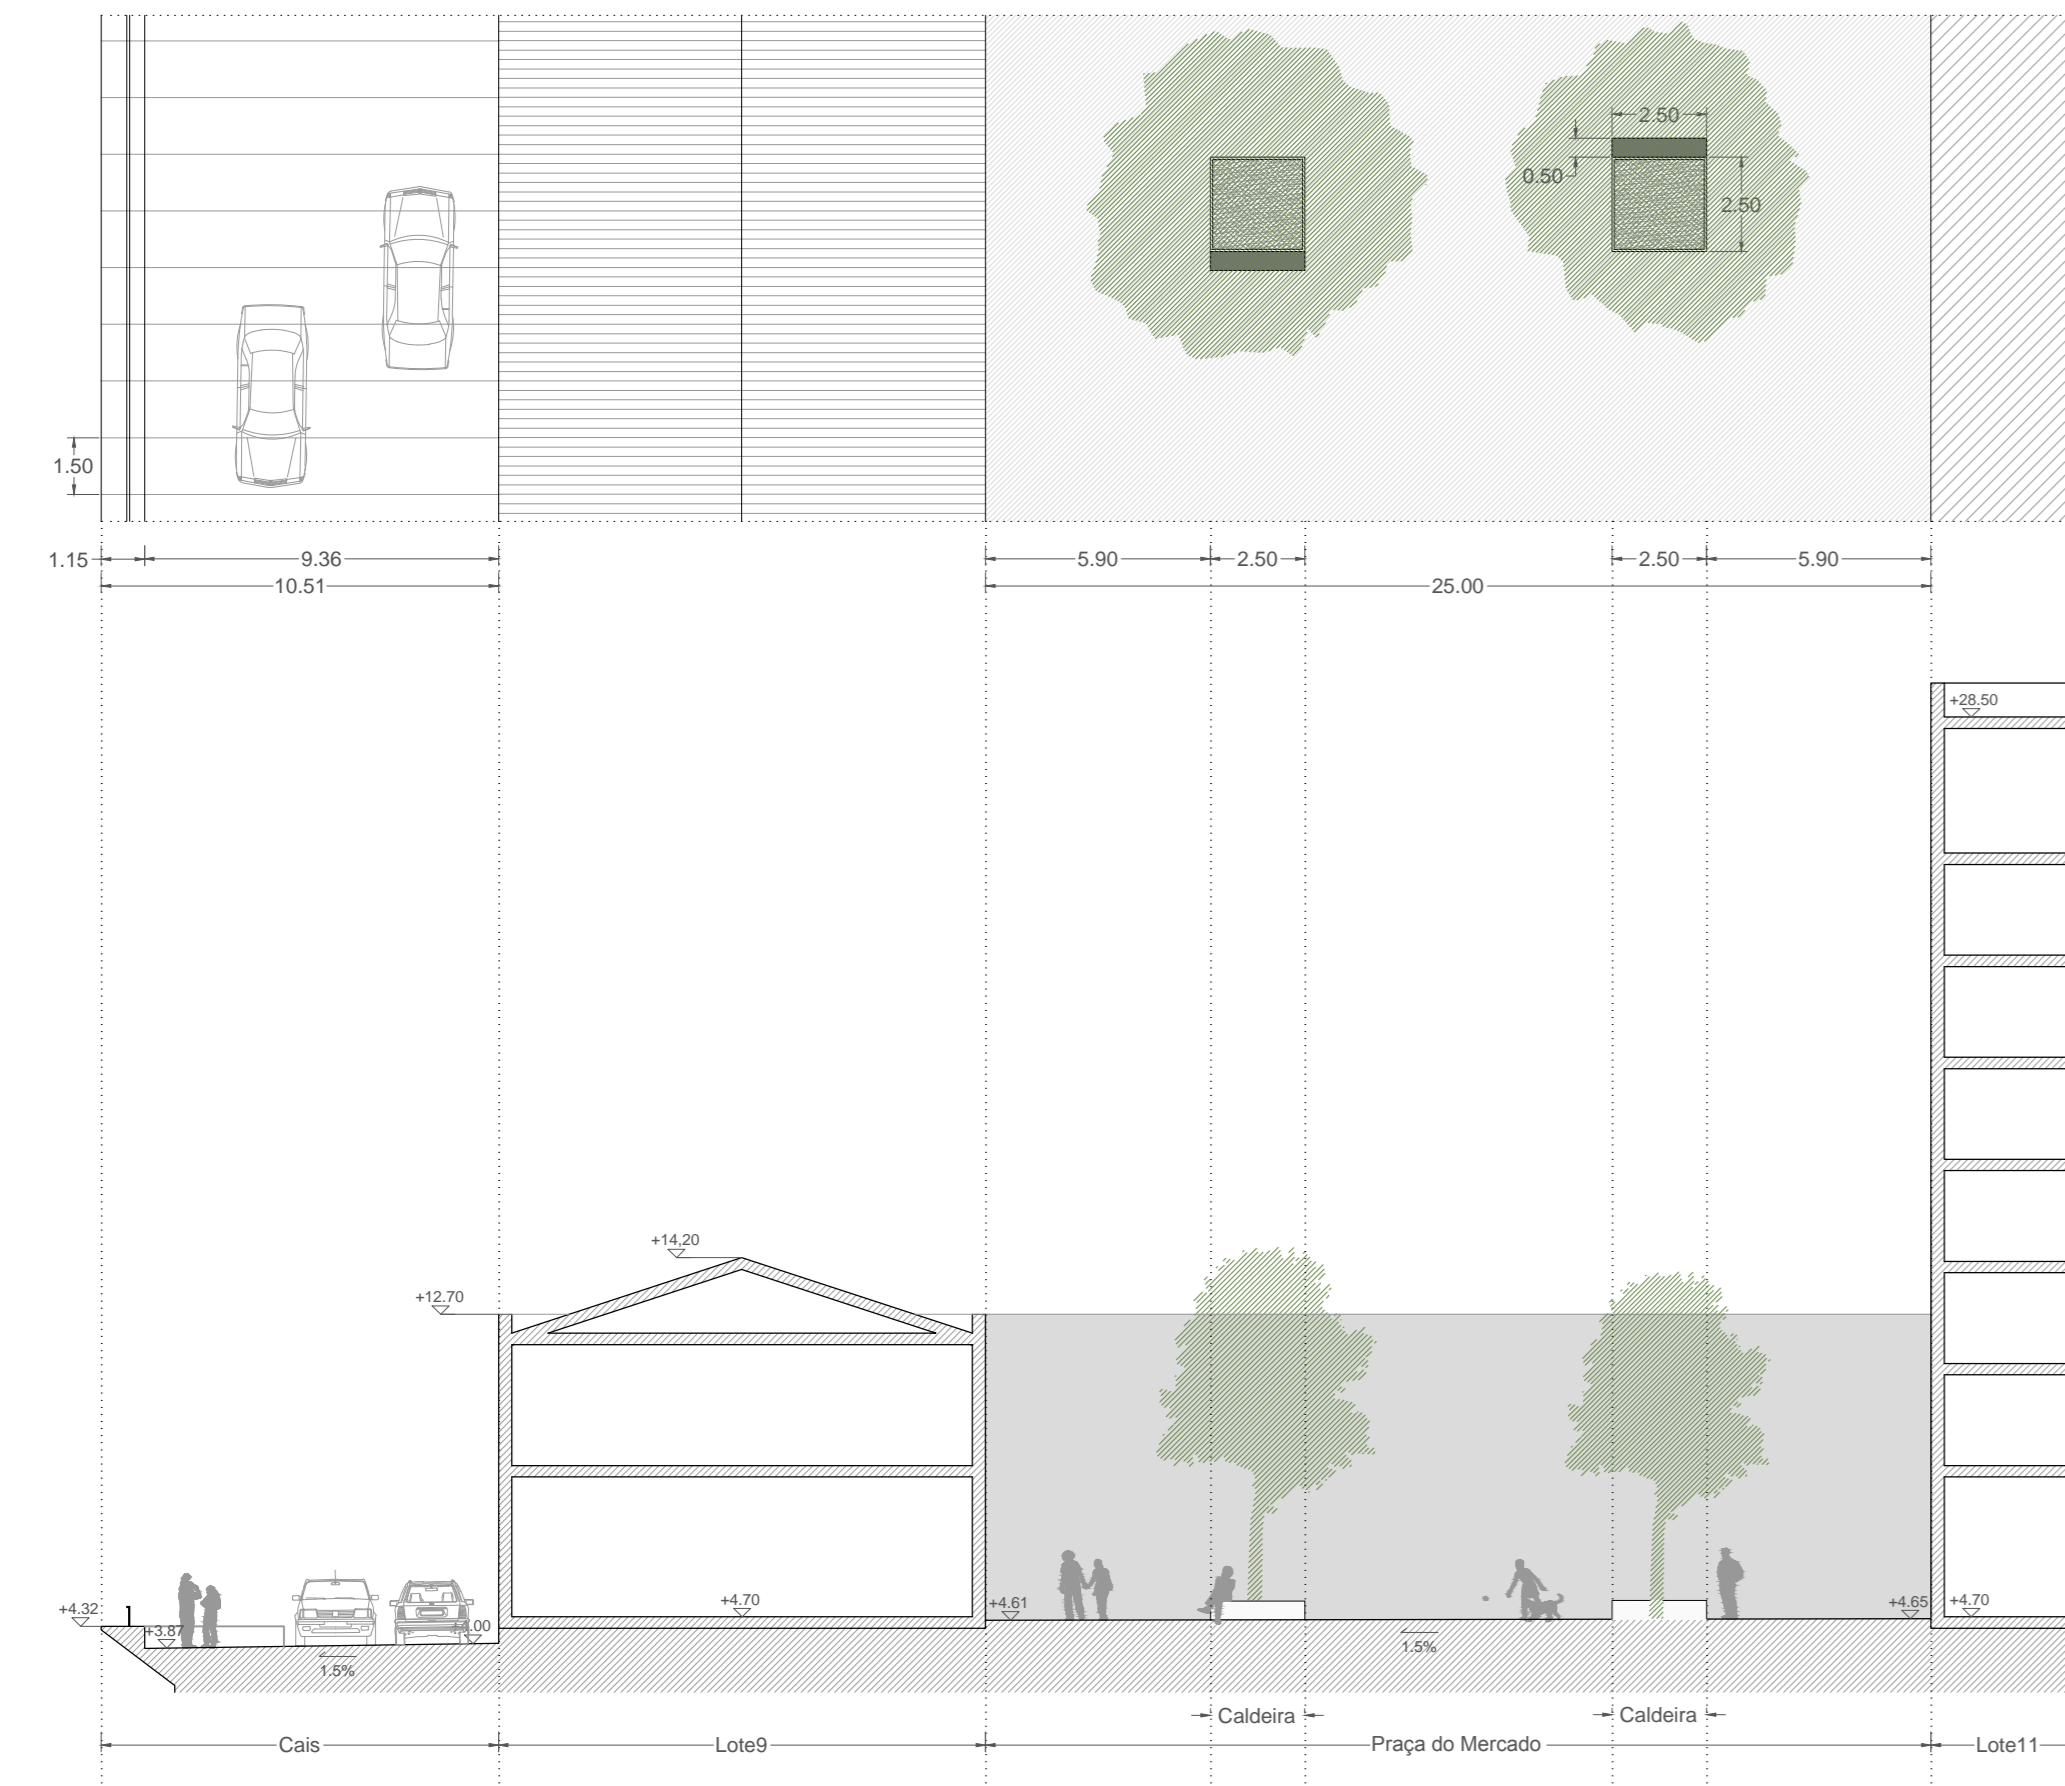 2.50
0.50
2.50
1.50
1.15 9.36 5.90 2.50 2.50 5.90
10.51 25.00
+28.50
+14,20
+12.70
+4.32 +4.70 +4.61 +4.65 +4.70
+3.87
1.5% 1.5%
Caldeira Caldeira
Cais Lote9 Praça do Mercado Lote11